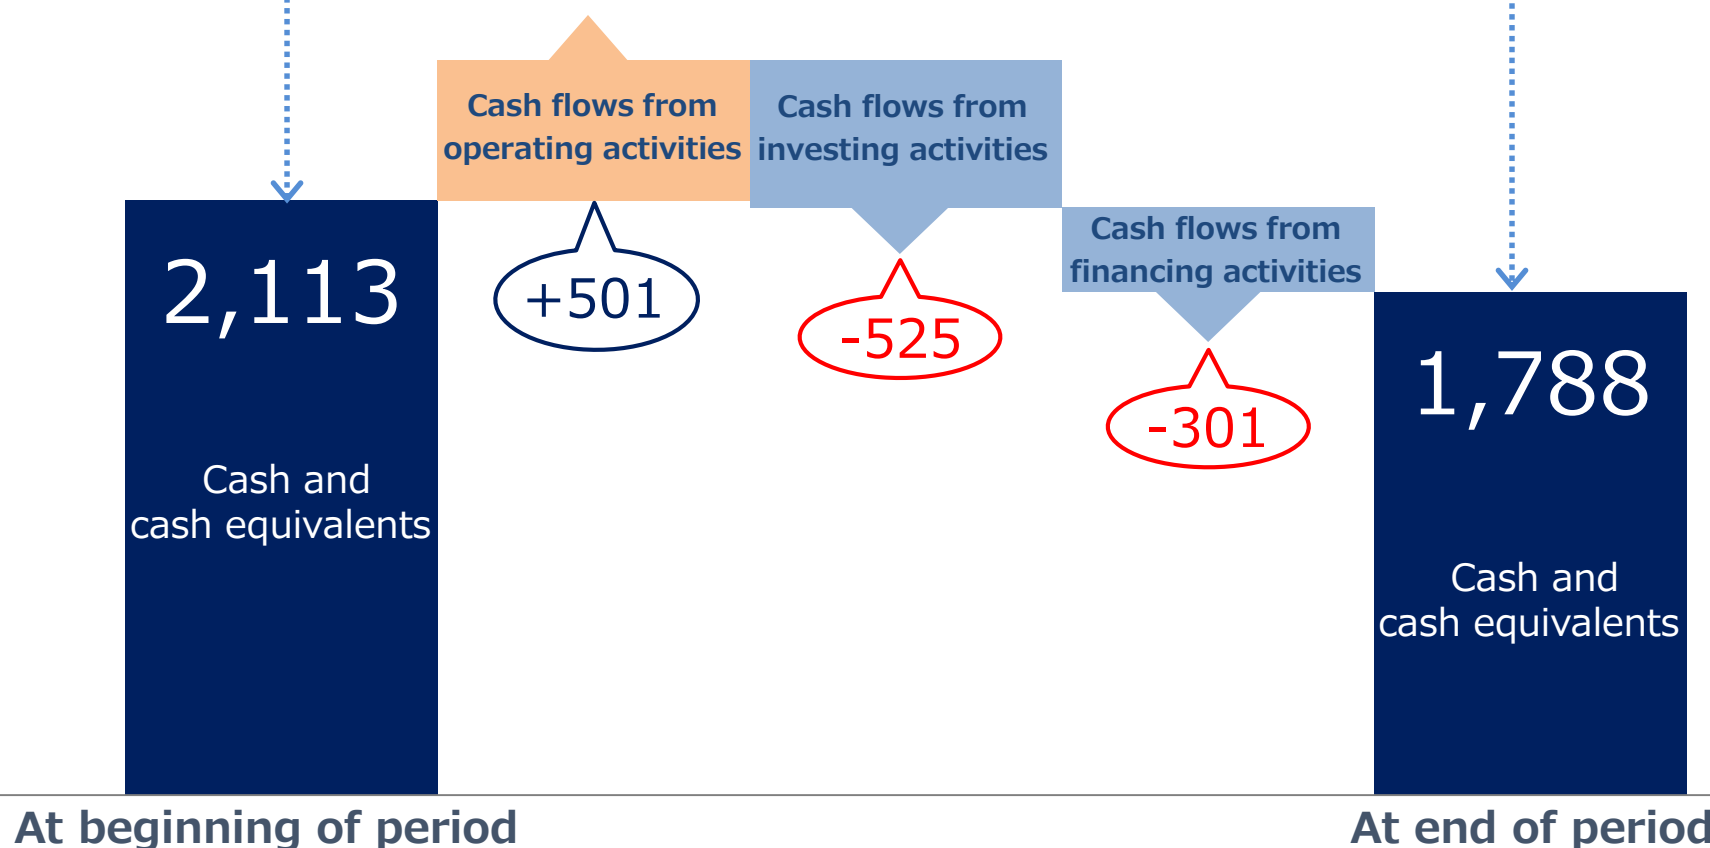 Cash flows from
operating activities
Cash flows from
investing activities
Cash flows from
financing activities
2,113
+501
-525
-301
1,788
Cash and
cash equivalents
Cash and
cash equivalents
At beginning of period
At end of period